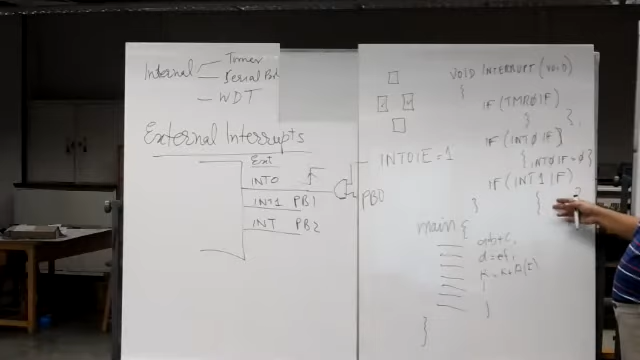 Internal
Timer
Serial Port
WDT
External Interrupts
Ext
INT0
INT1 PB1
INT PB2
PB0
INT0IE=1
VOID INTERRUPT (VOID)
{
IF (TMR0IF)
} {.
IF (INT0IF)
{ INT0IF=0 }
IF (INT1IF)
{ }
}
main {
a=b+c;
d=ef;
}
}